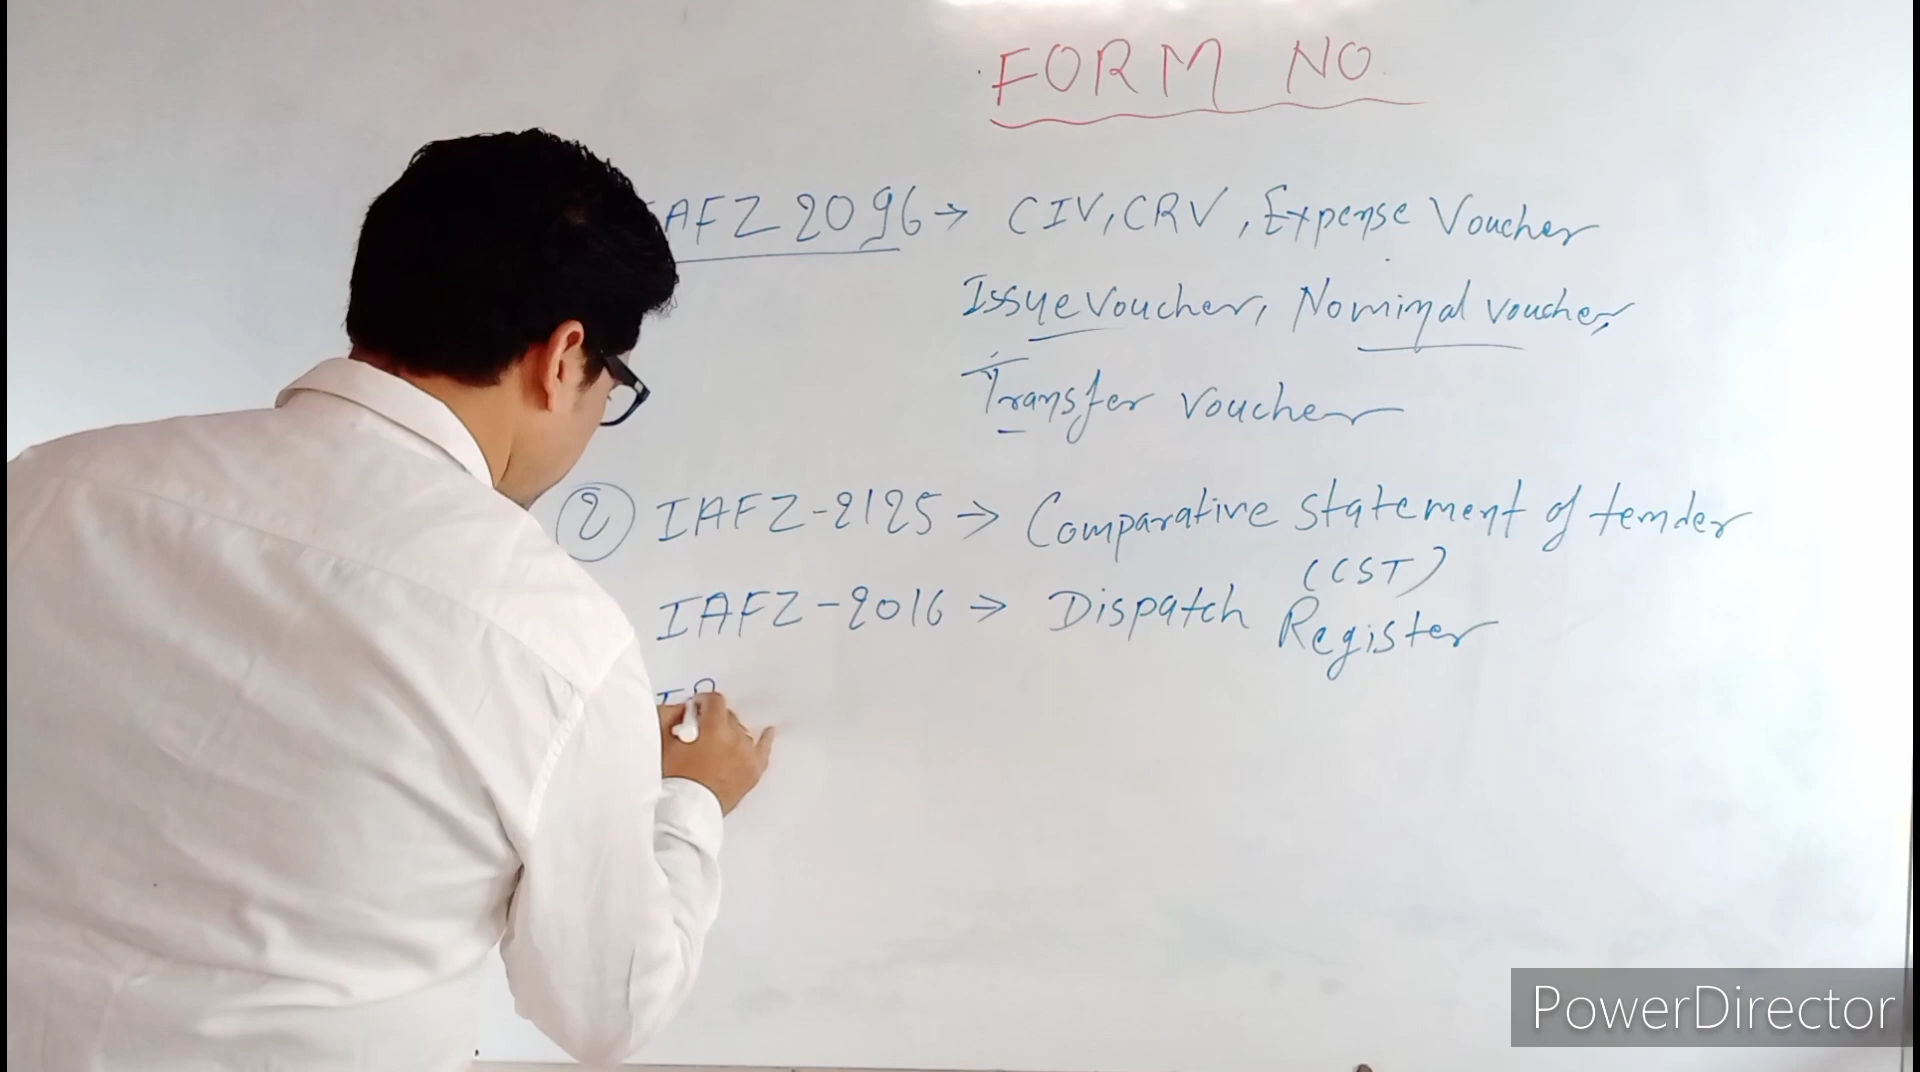 FORM NO.
AFZ 2096 → CIV, CRV, Expense Voucher
Issue Voucher, Nominal Voucher,
Transfer Voucher
② IAFZ-2125 → Comparative Statement of tender
(CST)
IAFZ-2016 → Dispatch Register
PowerDirector